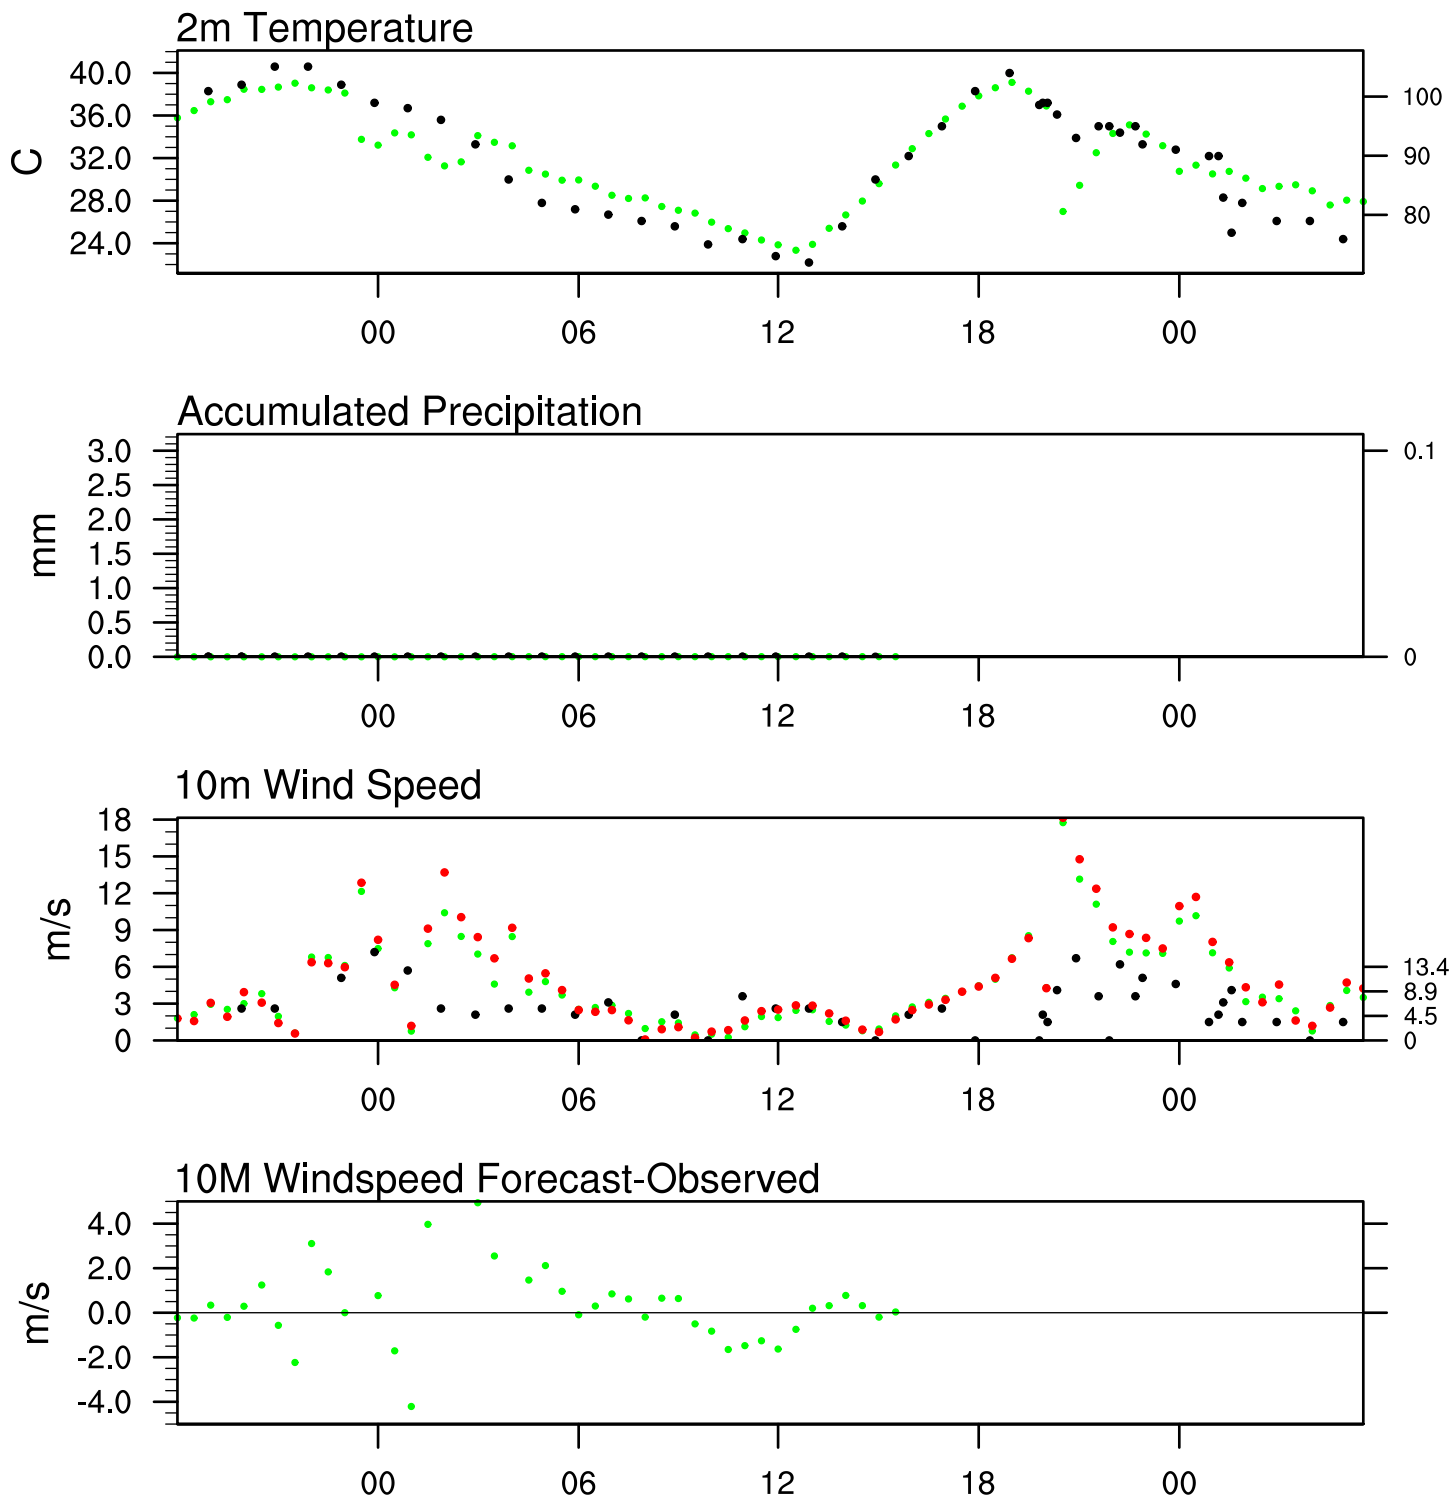 2m Temperature
40.0
36.0
32.0
28.0
24.0
C
100
90
80
00 06 12 18 00
Accumulated Precipitation
3.0
2.5
2.0
1.5
1.0
0.5
0.0
mm
0.1
0
00 06 12 18 00
10m Wind Speed
18
15
12
9
6
3
0
m/s
13.4
8.9
4.5
0
00 06 12 18 00
10M Windspeed Forecast-Observed
4.0
2.0
0.0
-2.0
-4.0
m/s
00 06 12 18 00